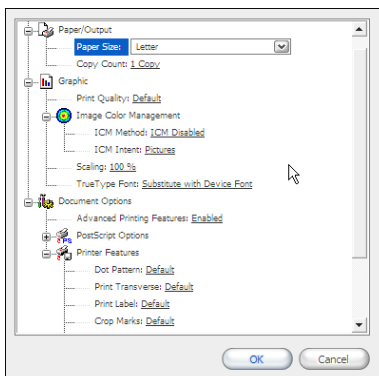 Paper/Output
Paper Size: Letter
Copy Count: 1 Copy
Graphic
Print Quality: Default
Image Color Management
ICM Method: ICM Disabled
ICM Intent: Pictures
Scaling: 100 %
TrueType Font: Substitute with Device Font
Document Options
Advanced Printing Features: Enabled
PS PostScript Options
Printer Features
Dot Pattern: Default
Print Transverse: Default
Print Label: Default
Crop Marks: Default
OK Cancel